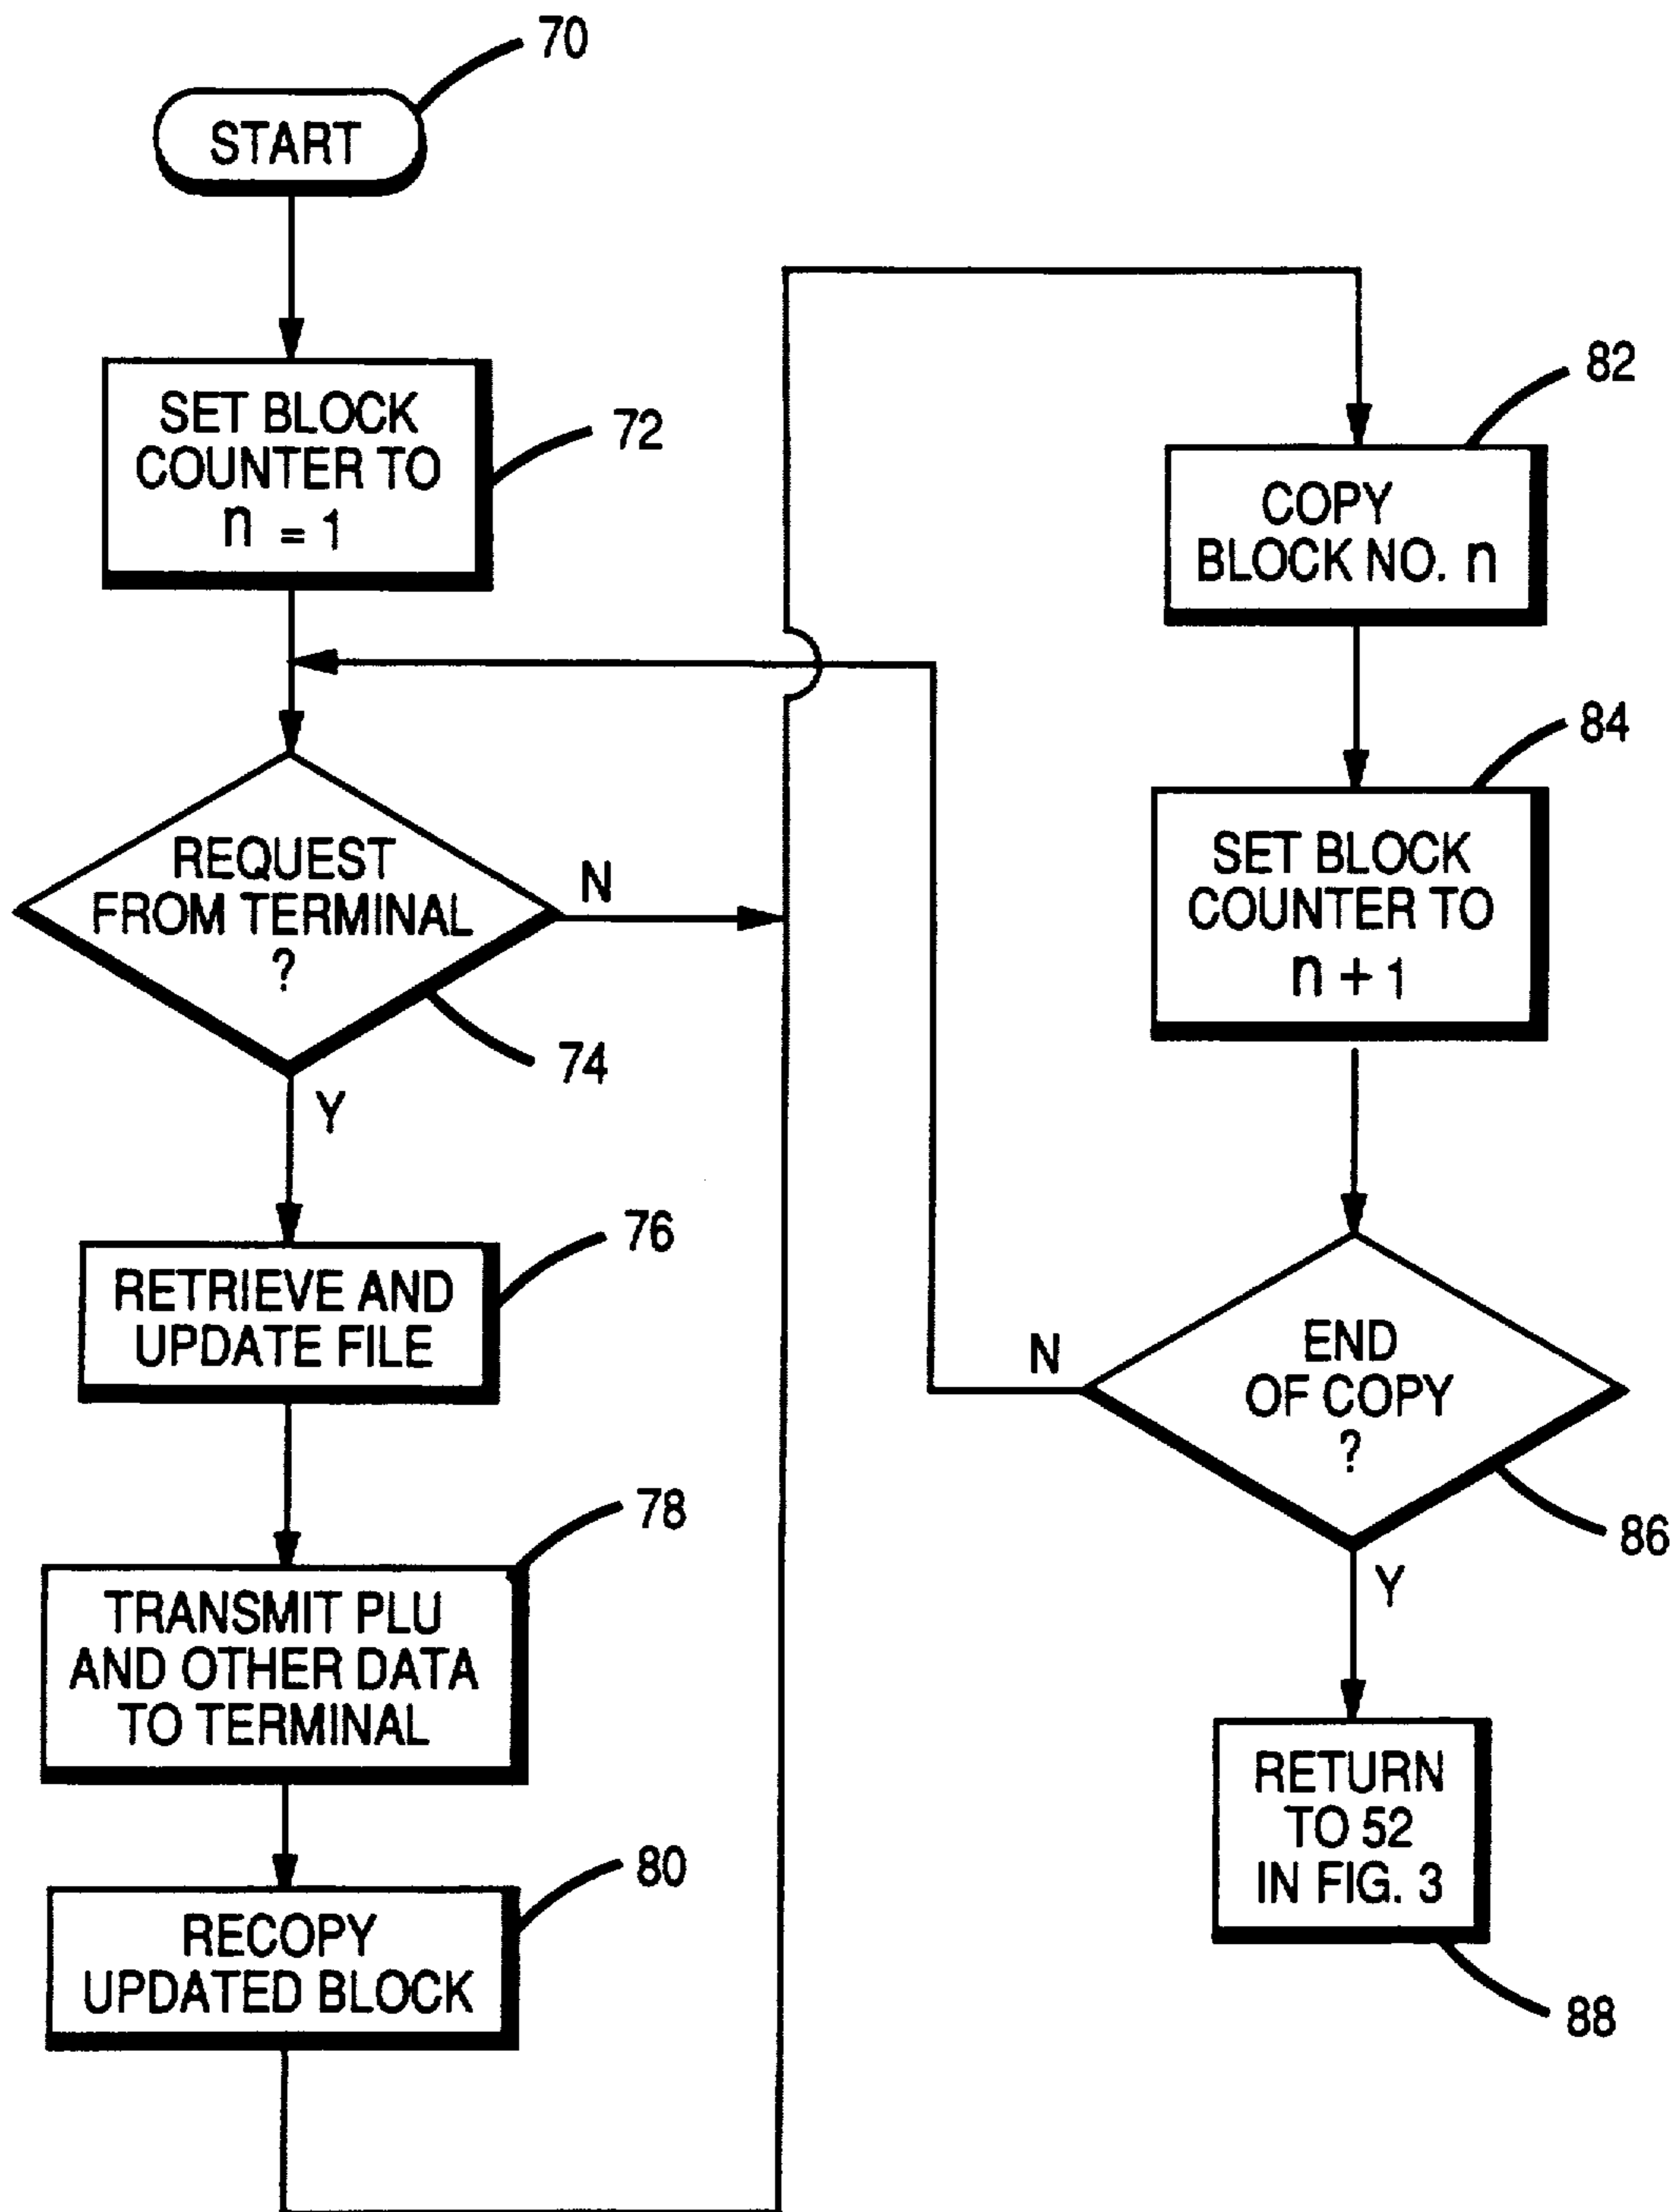 70
START
SET BLOCK
COUNTER TO
n = 1
72
REQUEST
FROM TERMINAL
?
N
74
Y
RETRIEVE AND
UPDATE FILE
76
TRANSMIT PLU
AND OTHER DATA
TO TERMINAL
78
RECOPY
UPDATED BLOCK
80
82
COPY
BLOCK NO. n
84
SET BLOCK
COUNTER TO
n + 1
END
OF COPY
?
N
86
Y
RETURN
TO 52
IN FIG. 3
88